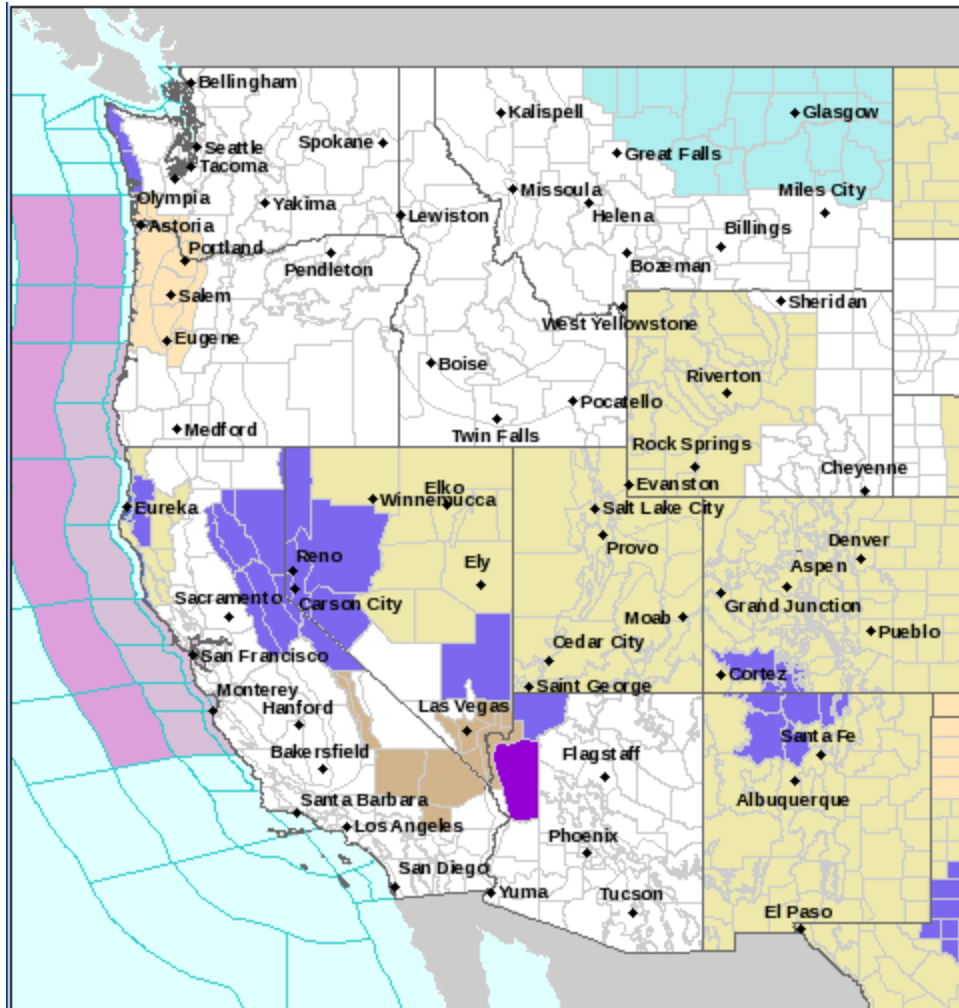 Bellingham
Kalispell
Glasgow
Seattle
Spokane
Great Falls
Tacoma
Olympia
Missoula
Miles City
Yakima
Lewiston
Helena
Astoria
Billings
Portland
Pendleton
Bozeman
Salem
Sheridan
West Yellowstone
Eugene
Boise
Riverton
Pocatello
Medford
Twin Falls
Rock Springs
Cheyenne
Elko
Evanston
Winnemucca
Eureka
Salt Lake City
Denver
Provo
Reno
Ely
Aspen
Sacramento
Carson City
Grand Junction
Moab
Pueblo
Cedar City
San Francisco
Cortez
Saint George
Monterey
Hanford
Las Vegas
Santa Fe
Bakersfield
Flagstaff
Albuquerque
Santa Barbara
Los Angeles
Phoenix
San Diego
Yuma
Tucson
El Paso